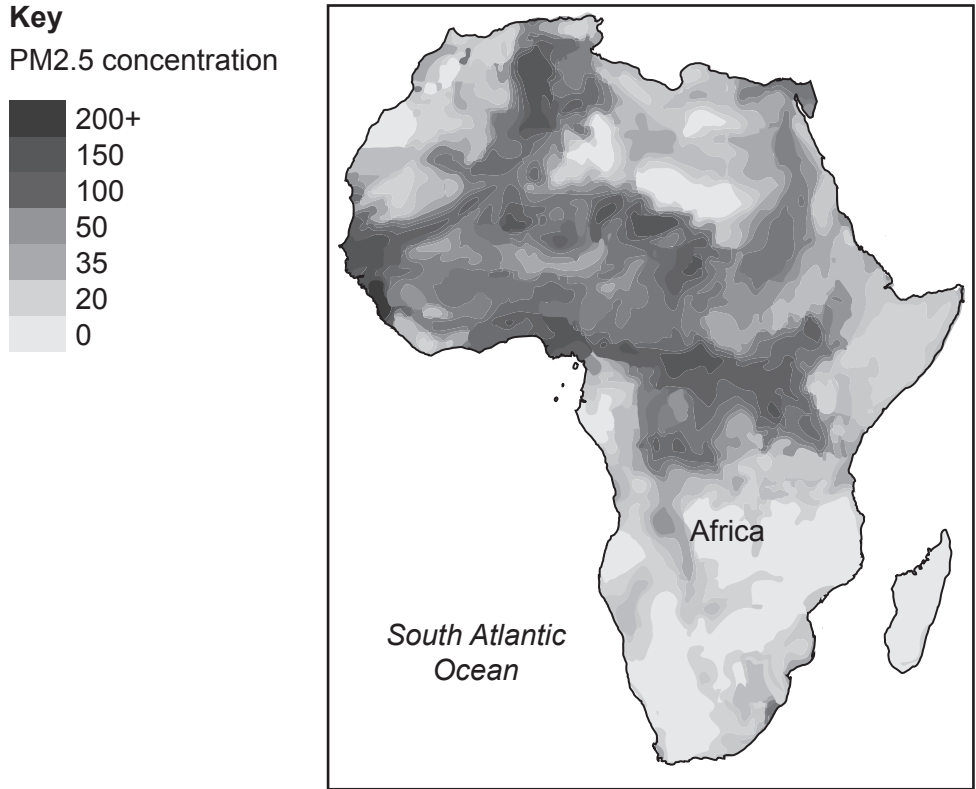 Key
PM2.5 concentration
200+
150
100
50
35
20
0
Africa
South Atlantic
Ocean